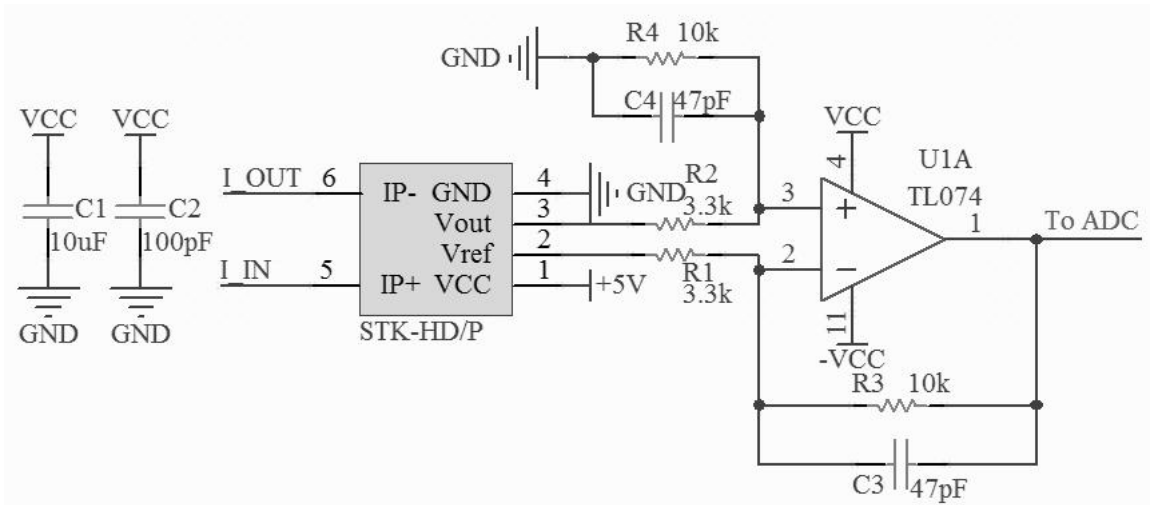 R4 10k
GND
C4 47pF
VCC VCC
VCC
4
U1A
TL074
I_OUT 6 IP- GND 4 GND R2
3.3k
Vout 3
3 + 1 To ADC
C1
10uF
C2
100pF
Vref 2
2 −
I_IN 5 IP+ VCC 1 +5V R1
3.3k
STK-HD/P
GND GND
11
-VCC
R3 10k
C3 47pF